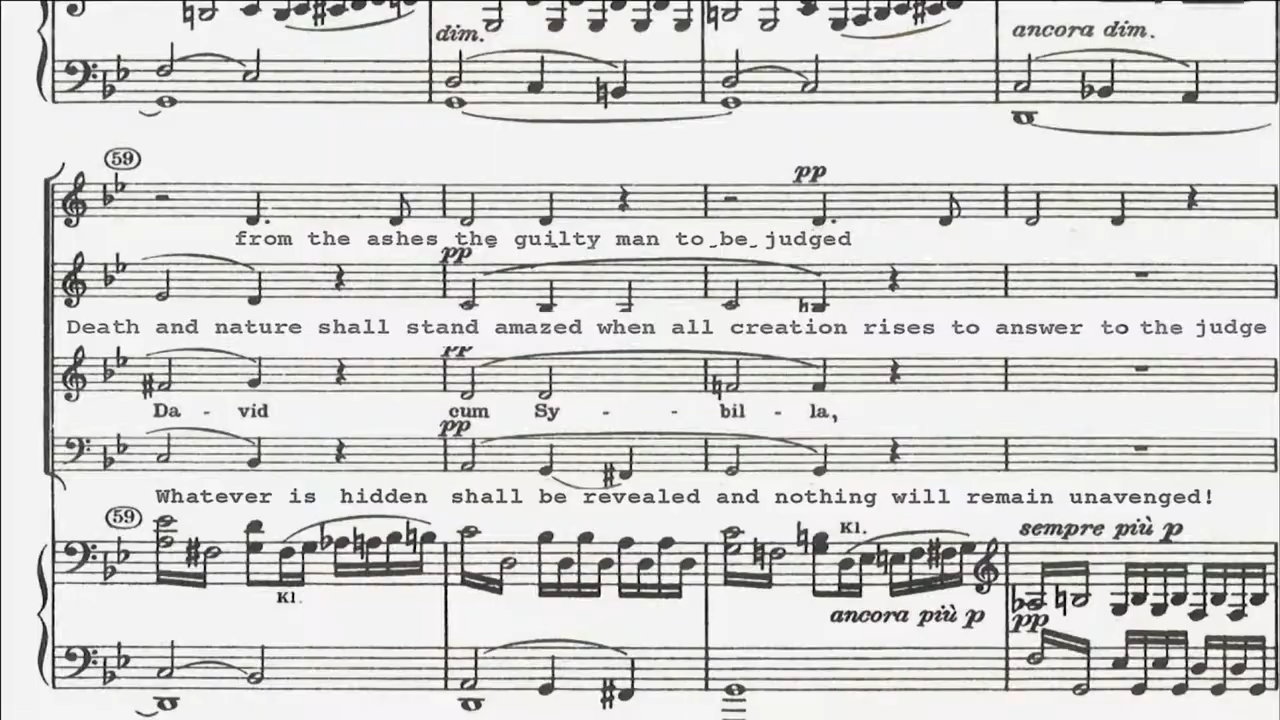 dim.
ancora dim.
59
pp
from the ashes the guilty man to be judged
pp
Death and nature shall stand amazed when all creation rises to answer to the judge
pp
Da - vid cum Sy - - bil - la,
pp
Whatever is hidden shall be revealed and nothing will remain unavenged!
59
Kl.
sempre più p
Kl.
ancora più p
pp